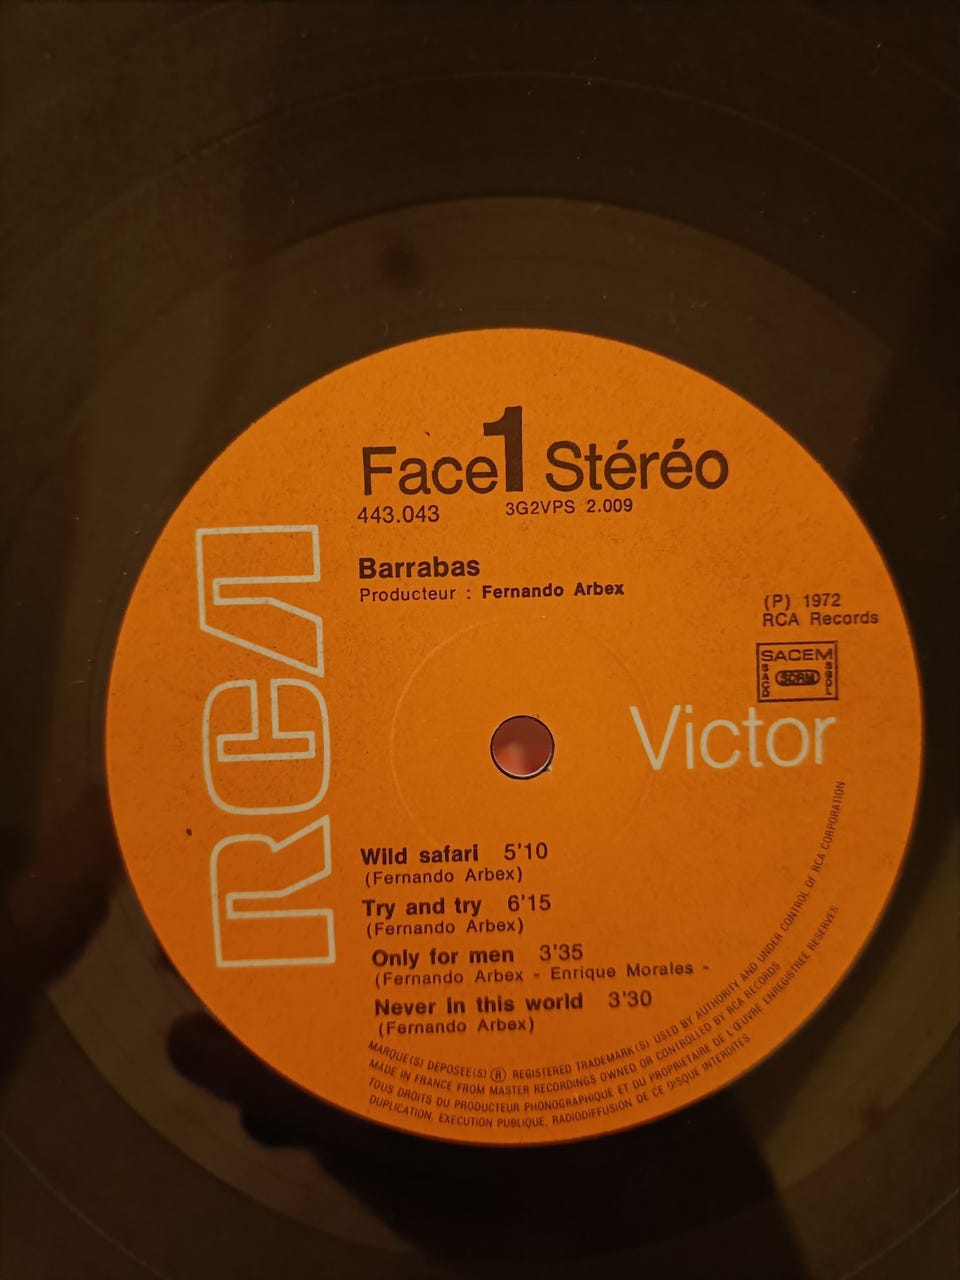 Face 1 Stéréo
443.043 3G2VPS 2.009
Barrabas
Producteur : Fernando Arbex
(P) 1972
RCA Records
SACEM
SACD SDRM SGDL
RCA
Victor
Wild safari 5'10
(Fernando Arbex)
Try and try 6'15
(Fernando Arbex)
Only for men 3'35
(Fernando Arbex - Enrique Morales -
Never in this world 3'30
(Fernando Arbex)
MARQUE(S) DEPOSEE(S) ® REGISTERED TRADEMARK(S) USED BY AUTHORITY AND UNDER CONTROL OF RCA CORPORATION
MADE IN FRANCE FROM MASTER RECORDINGS OWNED OR CONTROLLED BY RCA RECORDS
TOUS DROITS DU PRODUCTEUR PHONOGRAPHIQUE ET DU PROPRIETAIRE DE L'ŒUVRE ENREGISTREE RESERVES
DUPLICATION, EXECUTION PUBLIQUE, RADIODIFFUSION DE CE DISQUE INTERDITES